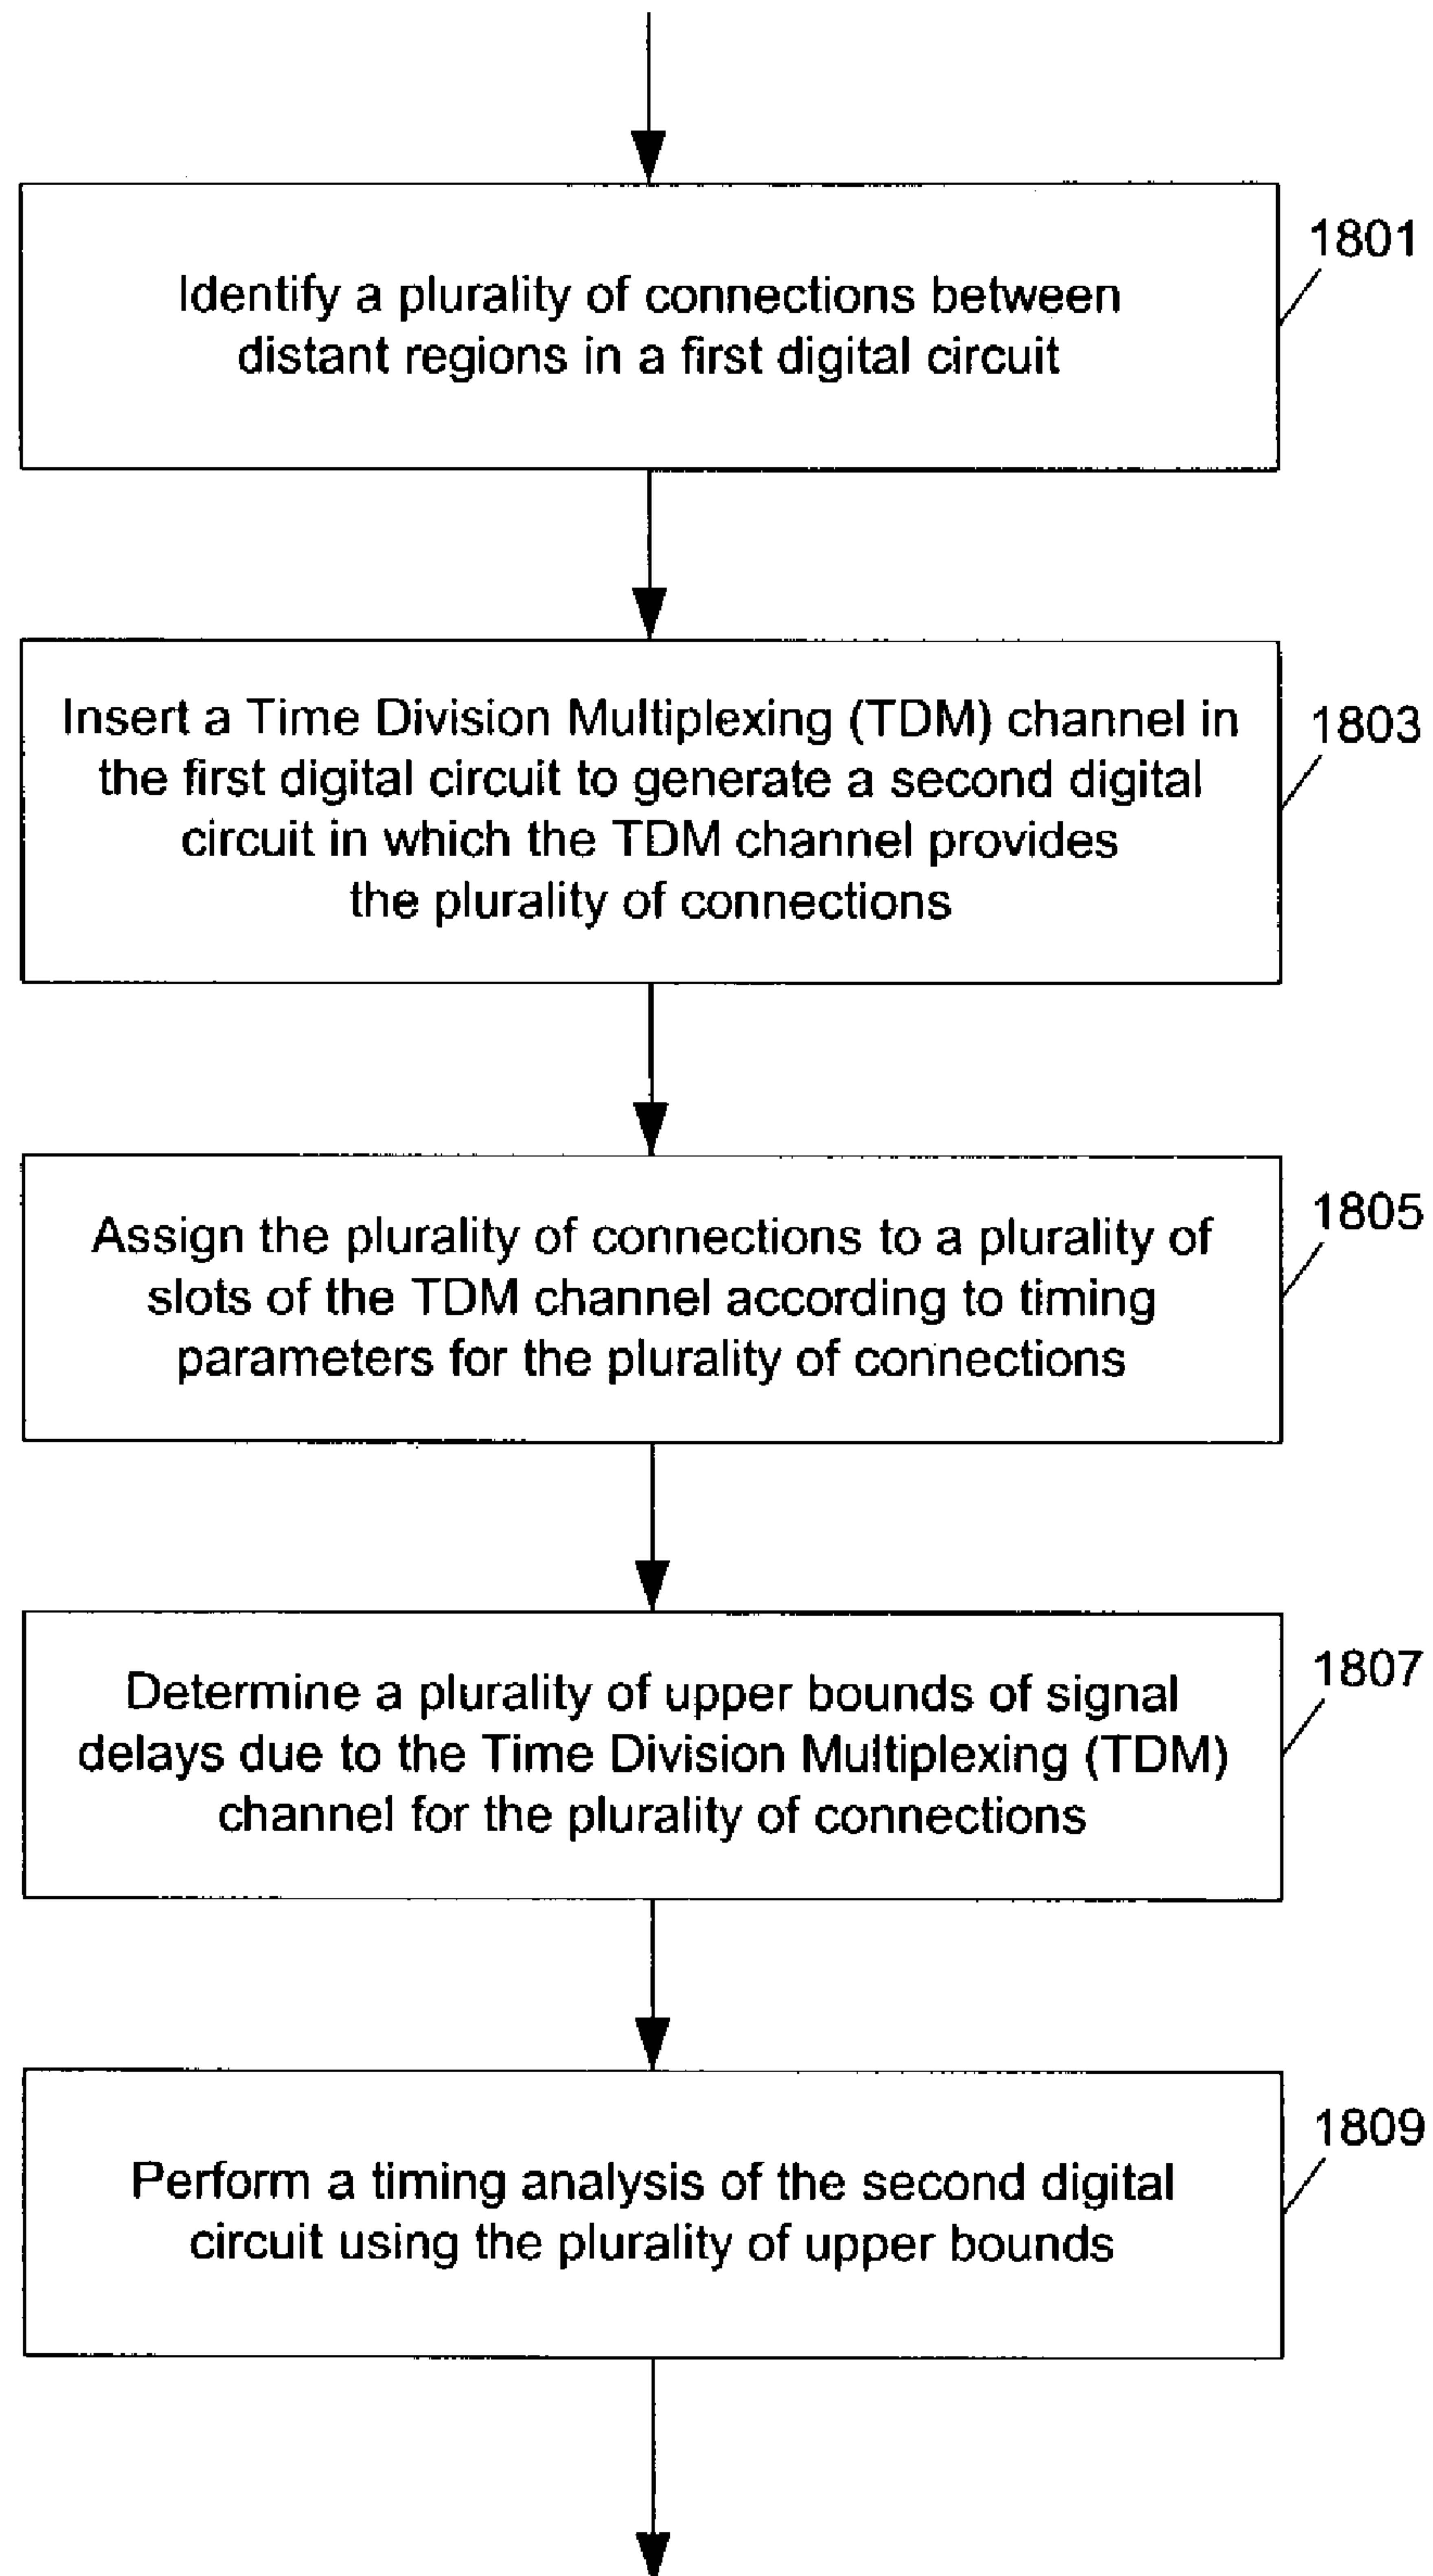 Identify a plurality of connections between
distant regions in a first digital circuit
1801
Insert a Time Division Multiplexing (TDM) channel in
the first digital circuit to generate a second digital
circuit in which the TDM channel provides
the plurality of connections
1803
Assign the plurality of connections to a plurality of
slots of the TDM channel according to timing
parameters for the plurality of connections
1805
Determine a plurality of upper bounds of signal
delays due to the Time Division Multiplexing (TDM)
channel for the plurality of connections
1807
Perform a timing analysis of the second digital
circuit using the plurality of upper bounds
1809